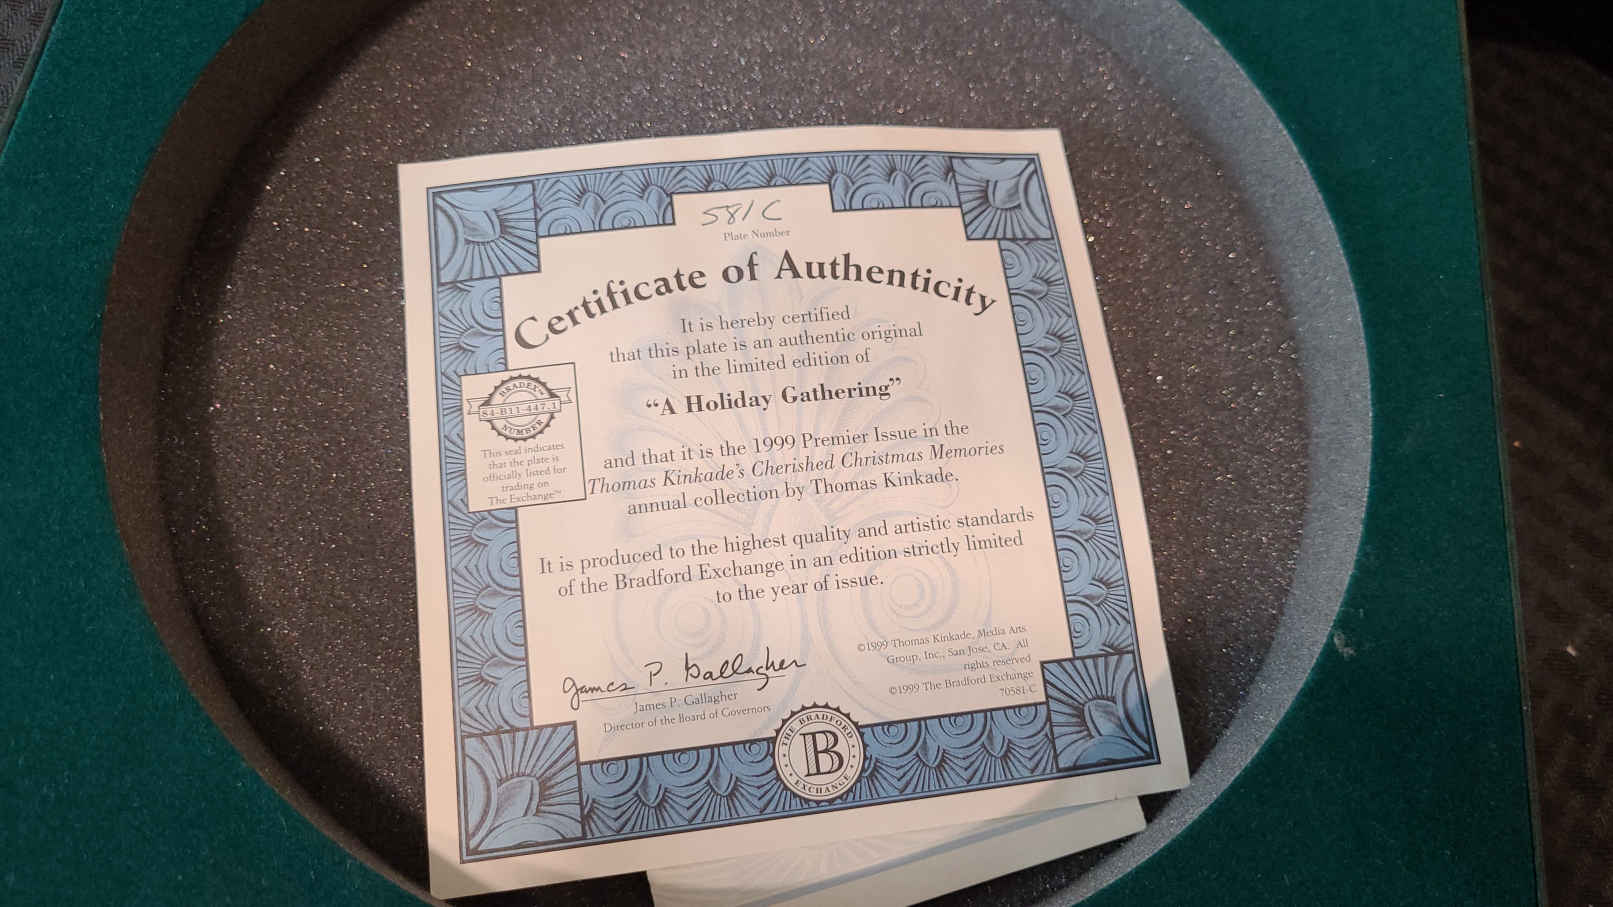 581C
Plate Number
Certificate of Authenticity
It is hereby certified
that this plate is an authentic original
in the limited edition of
“A Holiday Gathering”
and that it is the 1999 Premier Issue in the
Thomas Kinkade's Cherished Christmas Memories
annual collection by Thomas Kinkade.
BRADEX™
84-B11-447.1
NUMBER
This seal indicates
that the plate is
officially listed for
trading on
The Exchange™
It is produced to the highest quality and artistic standards
of the Bradford Exchange in an edition strictly limited
to the year of issue.
James P. Gallagher
James P. Gallagher
Director of the Board of Governors
©1999 Thomas Kinkade, Media Arts
Group, Inc., San Jose, CA. All
rights reserved
©1999 The Bradford Exchange
70581-C
THE BRADFORD
B
EXCHANGE